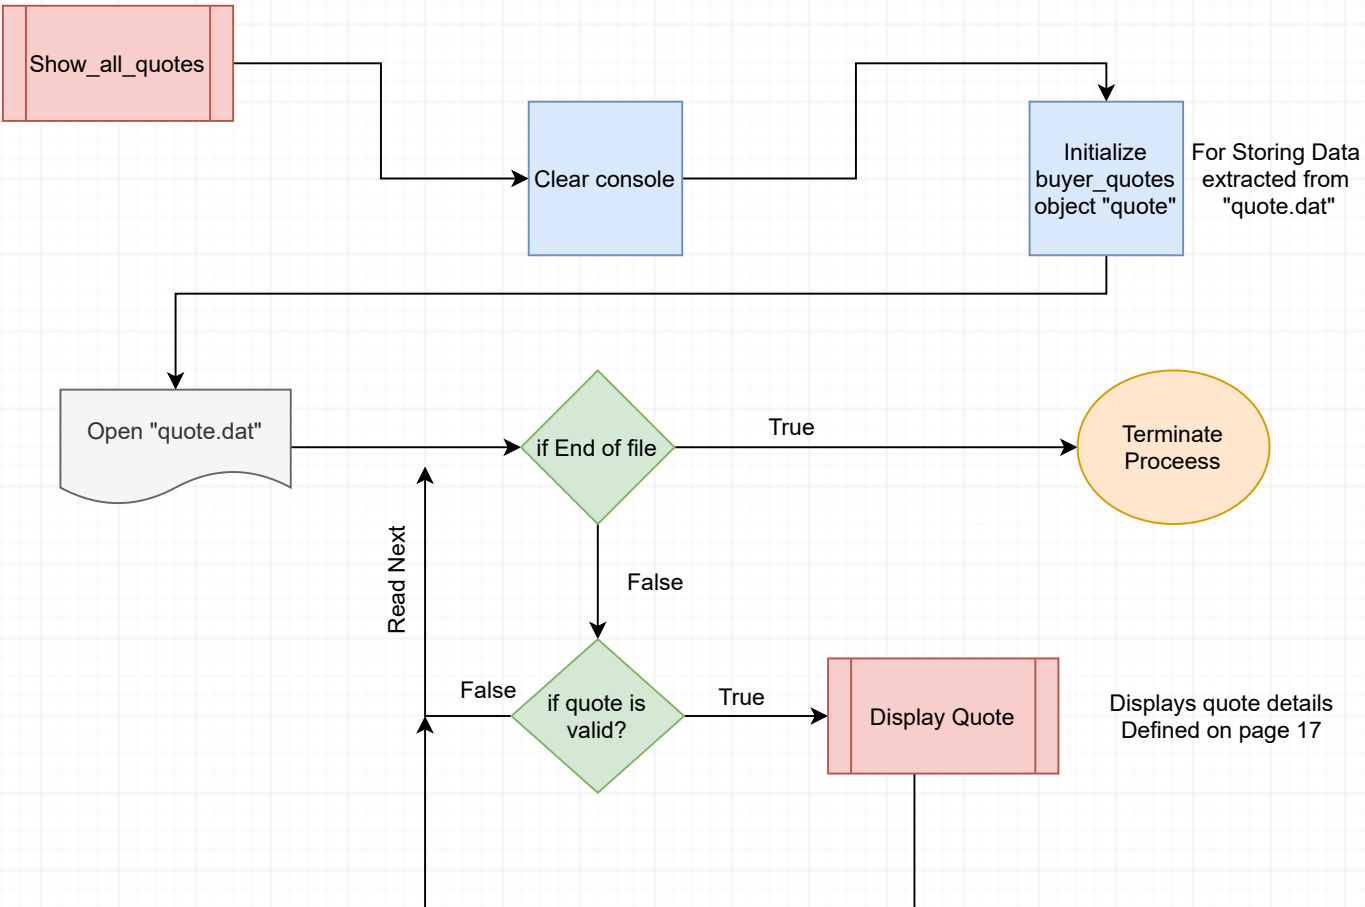 Show_all_quotes
Clear console
Initialize
buyer_quotes
object "quote"
For Storing Data
extracted from
"quote.dat"
Open "quote.dat"
if End of file
True
Terminate
Proceess
False
Read Next
False
if quote is
valid?
True
Display Quote
Displays quote details
Defined on page 17